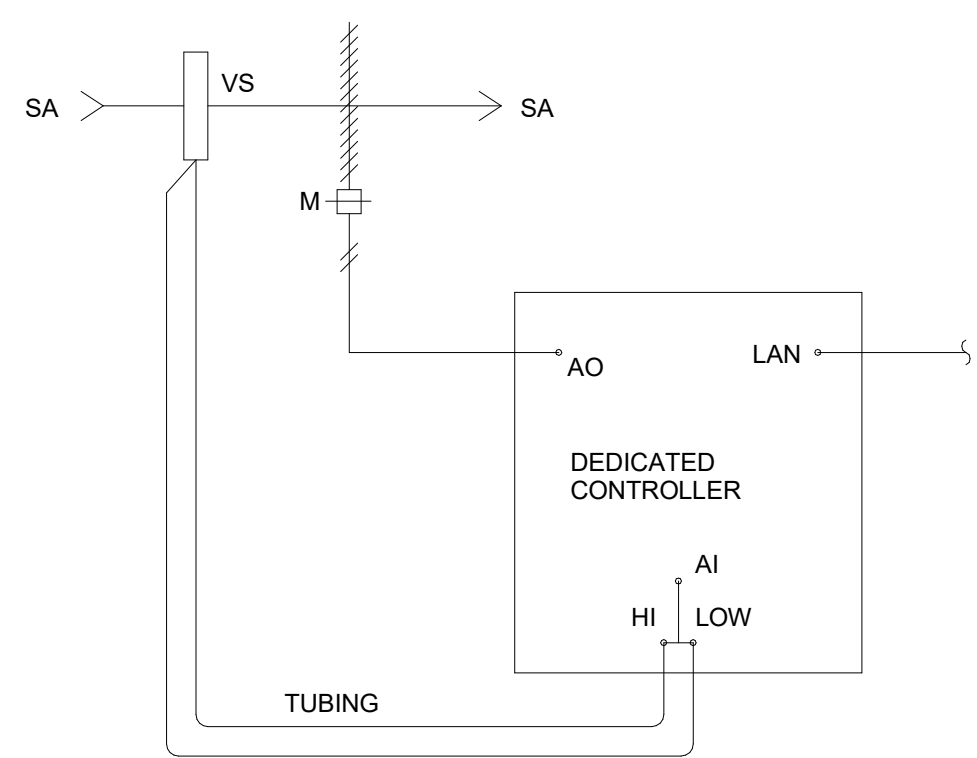 VS
SA
SA
M
AO
LAN
DEDICATED
CONTROLLER
AI
HI
LOW
TUBING